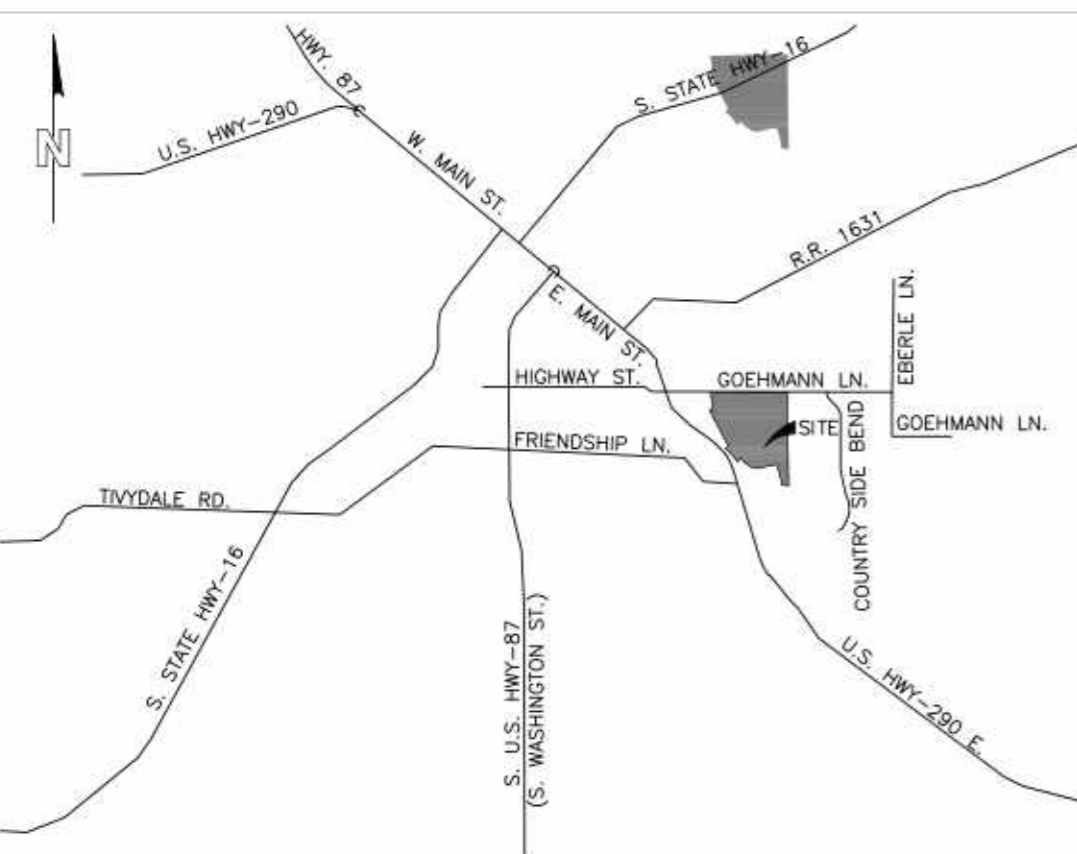 HWY. 87
S. STATE HWY-16
U.S. HWY-290
N
W. MAIN ST.
R.R. 1631
E. MAIN ST.
EBERLE LN.
HIGHWAY ST.
GOEHMANN LN.
GOEHMANN LN.
SITE
FRIENDSHIP LN.
COUNTRY SIDE BEND
TIVYDALE RD.
S. STATE HWY-16
S. U.S. HWY-87
(S. WASHINGTON ST.)
U.S. HWY-290 E.